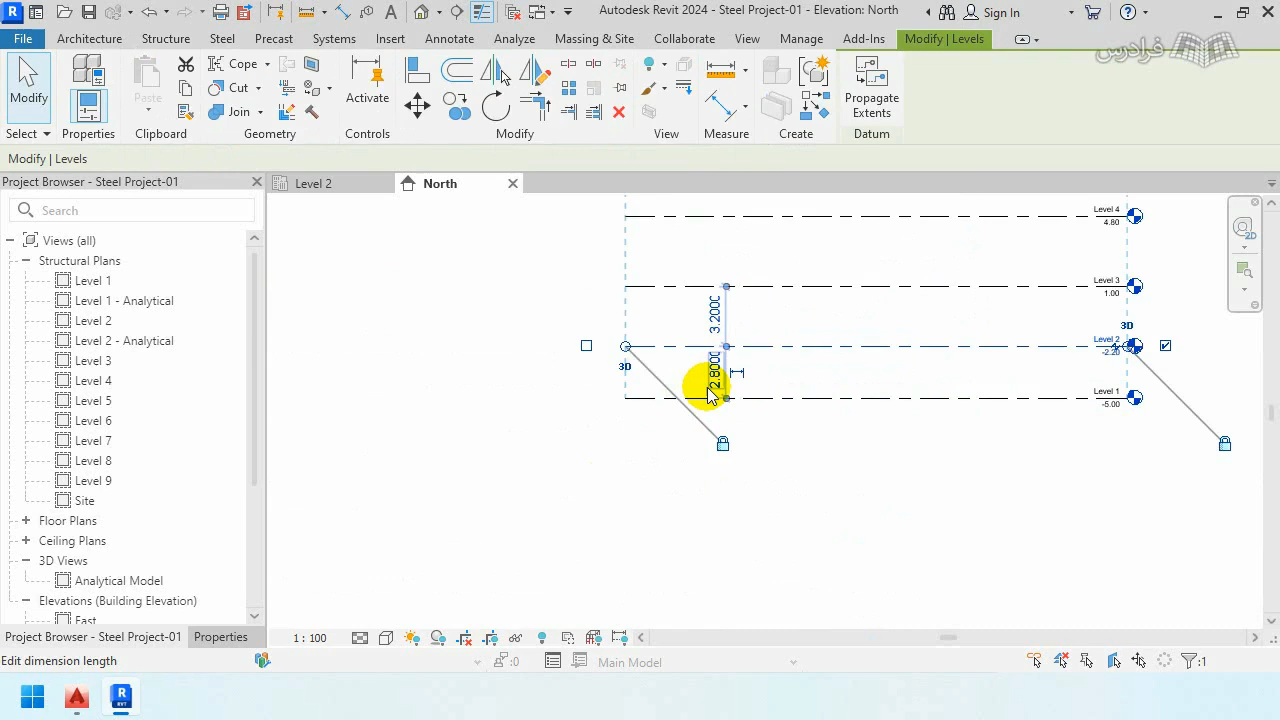 Autodesk Revit 2024 - Steel Project-01 - Elevation: North
Sign In
فرادرس
File
Architecture
Structure
Steel
Precast
Systems
Insert
Annotate
Analyze
Massing & Site
Collaborate
View
Manage
Add-Ins
Modify | Levels
Modify
Select
Properties
Paste
Clipboard
Cope
Cut
Join
Geometry
Activate
Controls
Modify
View
Measure
Create
Propagate
Extents
Datum
Modify | Levels
Project Browser - Steel Project-01
Level 2
North
Search
Views (all)
Structural Plans
Level 1
Level 1 - Analytical
Level 2
Level 2 - Analytical
Level 3
Level 4
Level 5
Level 6
Level 7
Level 8
Level 9
Site
Floor Plans
Ceiling Plans
3D Views
Analytical Model
Elevations (Building Elevation)
East
Project Browser - Steel Project-01
Properties
Level 4
4.80
Level 3
1.00
3D
Level 2
-2.20
Level 1
-5.00
3D
3.2000
2.8000
2D
1 : 100
Edit dimension length
:0
Main Model
:1